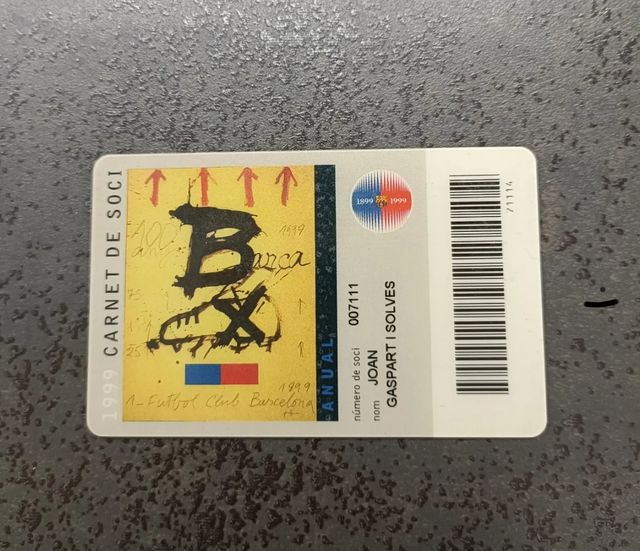 1999 CARNET DE SOCI
1999
Barça
1999
1-Futbol Club Barcelona
ANUAL
1899 1999
número de soci 007111
nom JOAN
GASPART I SOLVES
71114